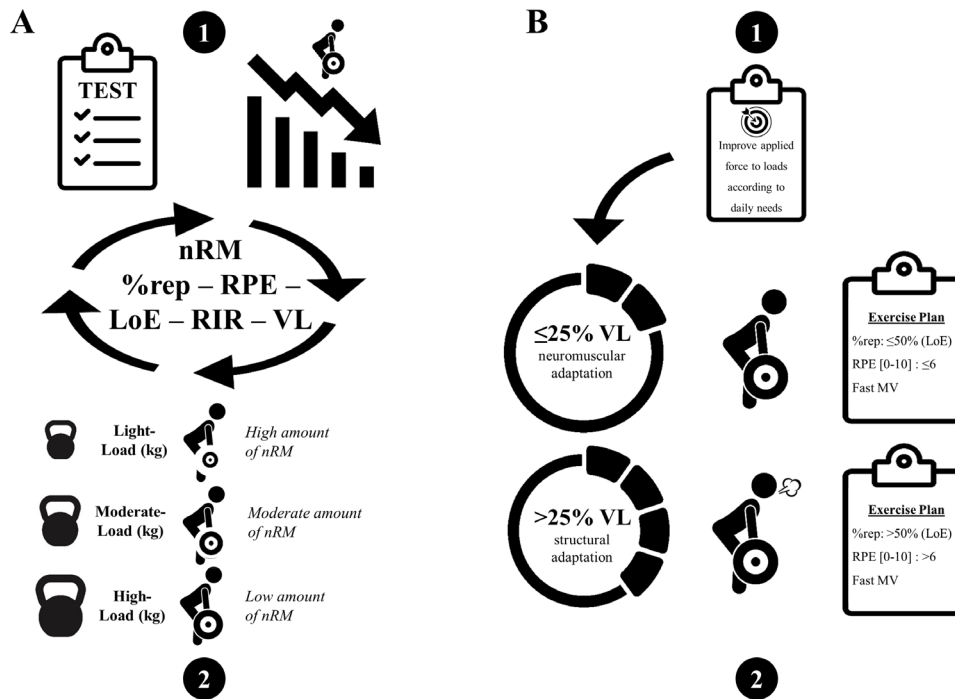 A
1
TEST
nRM
%rep – RPE –
LoE – RIR – VL
Light-
Load (kg)
High amount
of nRM
Moderate-
Load (kg)
Moderate amount
of nRM
High-
Load (kg)
Low amount
of nRM
2
B
1
Improve applied
force to loads
according to
daily needs
≤25% VL
neuromuscular
adaptation
Exercise Plan
%rep: ≤50% (LoE)
RPE [0-10] : ≤6
Fast MV
>25% VL
structural
adaptation
Exercise Plan
%rep: >50% (LoE)
RPE [0-10] : >6
Fast MV
2